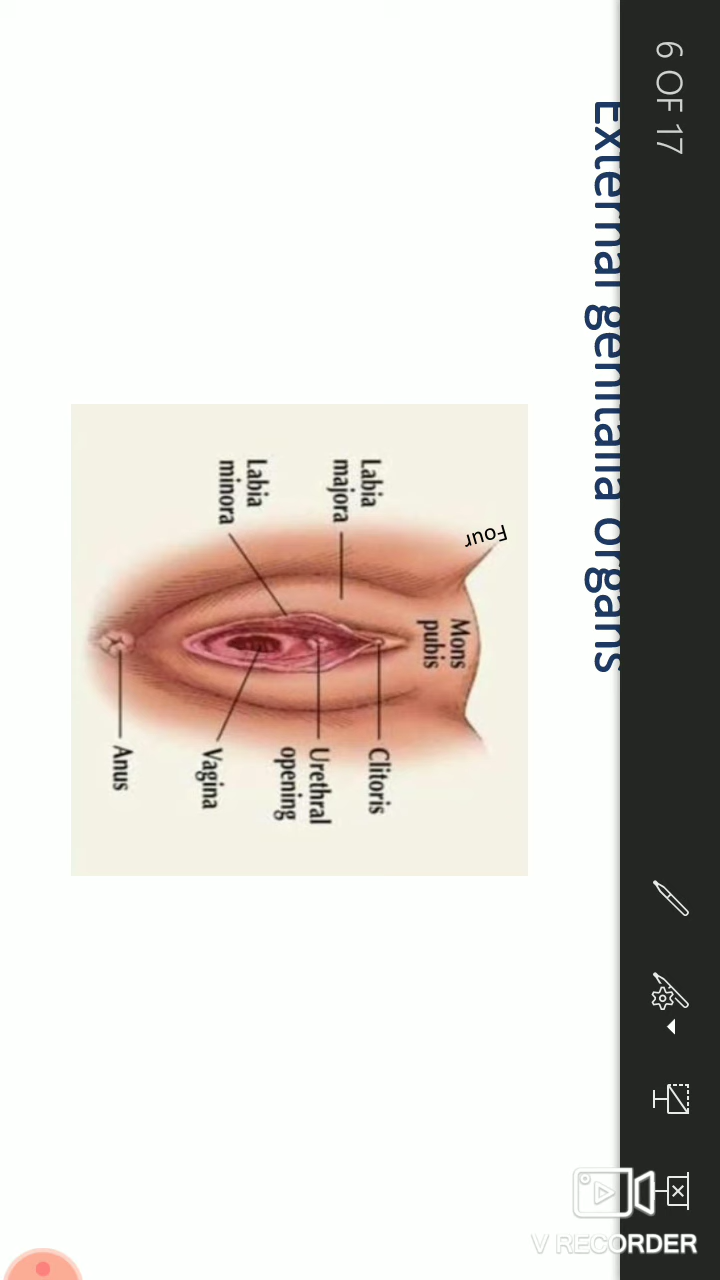 6 OF 17
External genitalia organs
Four
Mons
pubis
Labia
majora
Labia
minora
Clitoris
Urethral
opening
Vagina
Anus
V RECORDER